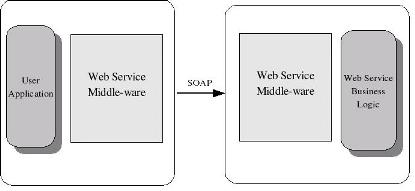 User
Application
Web Service
Middle-ware
SOAP
Web Service
Middle-ware
Web Service
Business
Logic